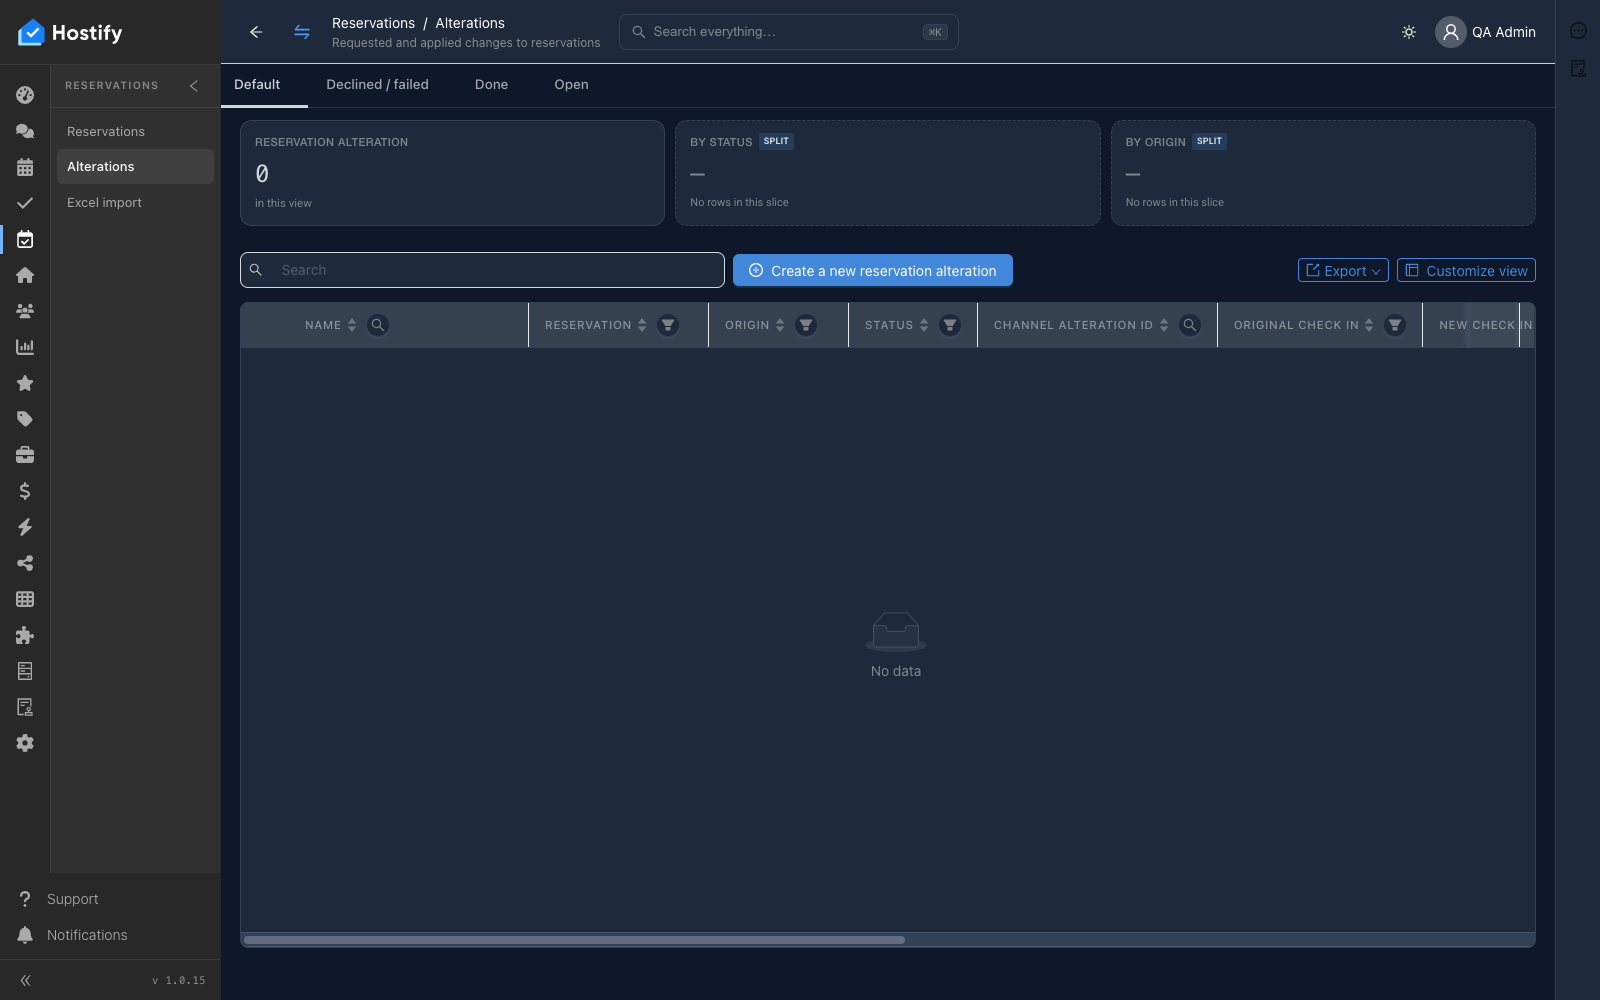 Hostify
Reservations / Alterations
Requested and applied changes to reservations
Search everything...
⌘K
QA Admin
RESERVATIONS
Reservations
Alterations
Excel import
Support
Notifications
v 1.0.15
Default
Declined / failed
Done
Open
RESERVATION ALTERATION
0
in this view
BY STATUS SPLIT
—
No rows in this slice
BY ORIGIN SPLIT
—
No rows in this slice
Search
Create a new reservation alteration
Export
Customize view
NAME
RESERVATION
ORIGIN
STATUS
CHANNEL ALTERATION ID
ORIGINAL CHECK IN
NEW CHECK IN
No data